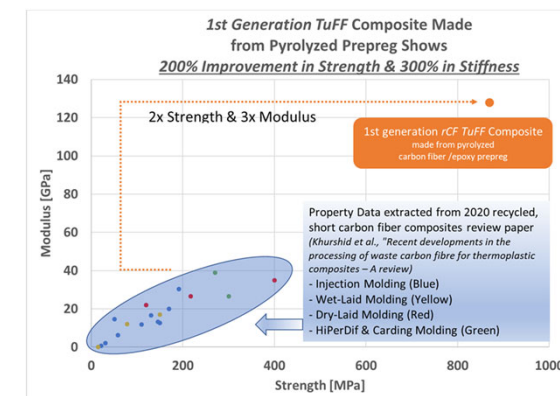 1st Generation TuFF Composite Made
from Pyrolyzed Prepreg Shows
200% Improvement in Strength & 300% in Stiffness
140
120
100
80
60
40
20
0
Modulus [GPa]
2x Strength & 3x Modulus
1st generation rCF TuFF Composite
made from pyrolyzed
carbon fiber /epoxy prepreg
Property Data extracted from 2020 recycled,
short carbon fiber composites review paper
(Khurshid et al., "Recent developments in the
processing of waste carbon fibre for thermoplastic
composites – A review)
- Injection Molding (Blue)
- Wet-Laid Molding (Yellow)
- Dry-Laid Molding (Red)
- HiPerDif & Carding Molding (Green)
0 200 400 600 800 1000
Strength [MPa]